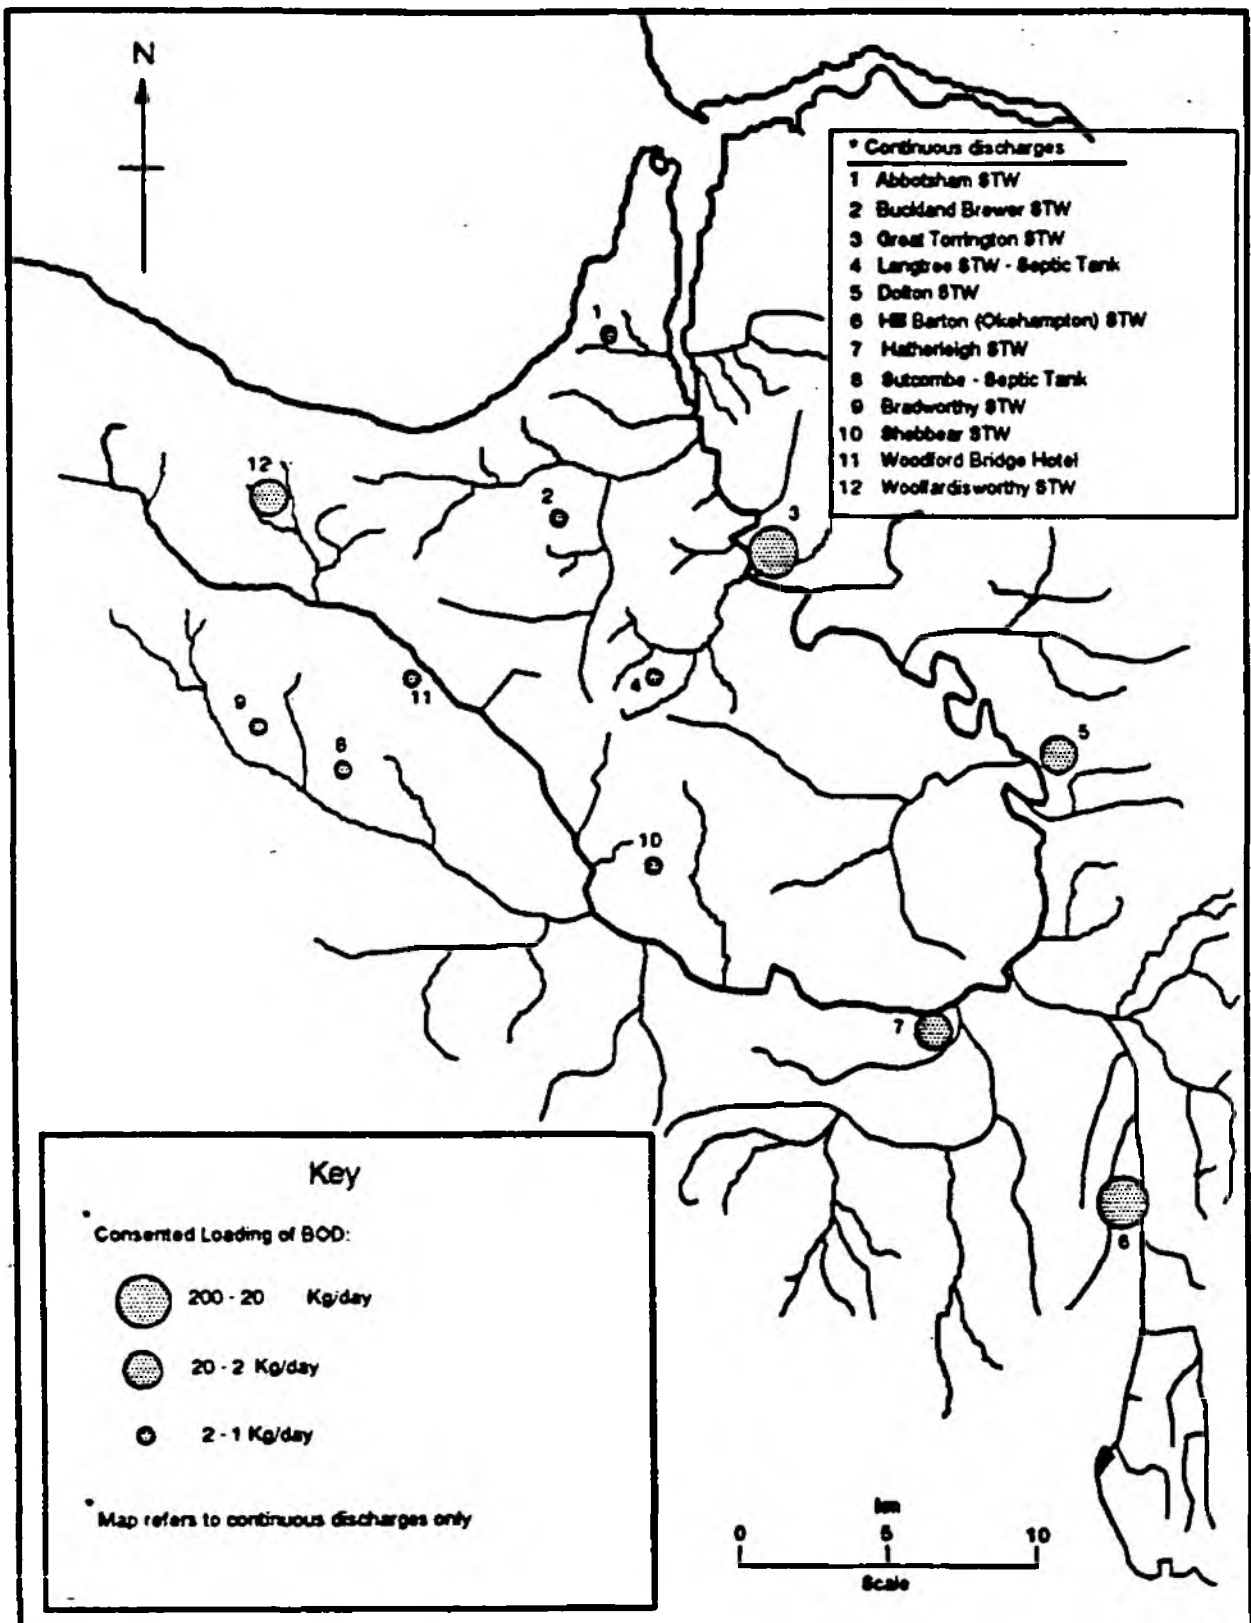 N
* Continuous discharges
1 Abbotsham STW
2 Buckland Brewer STW
3 Great Torrington STW
4 Langtree STW - Septic Tank
5 Dolton STW
6 Hill Barton (Okehampton) STW
7 Hatherleigh STW
8 Sutcombe - Septic Tank
9 Bradworthy STW
10 Shebbear STW
11 Woodford Bridge Hotel
12 Woolfardisworthy STW
1
12
2
3
4
11
9
8
5
10
7
6
Key
* Consented Loading of BOD:
200 - 20 Kg/day
20 - 2 Kg/day
2 - 1 Kg/day
* Map refers to continuous discharges only
km
0 5 10
Scale